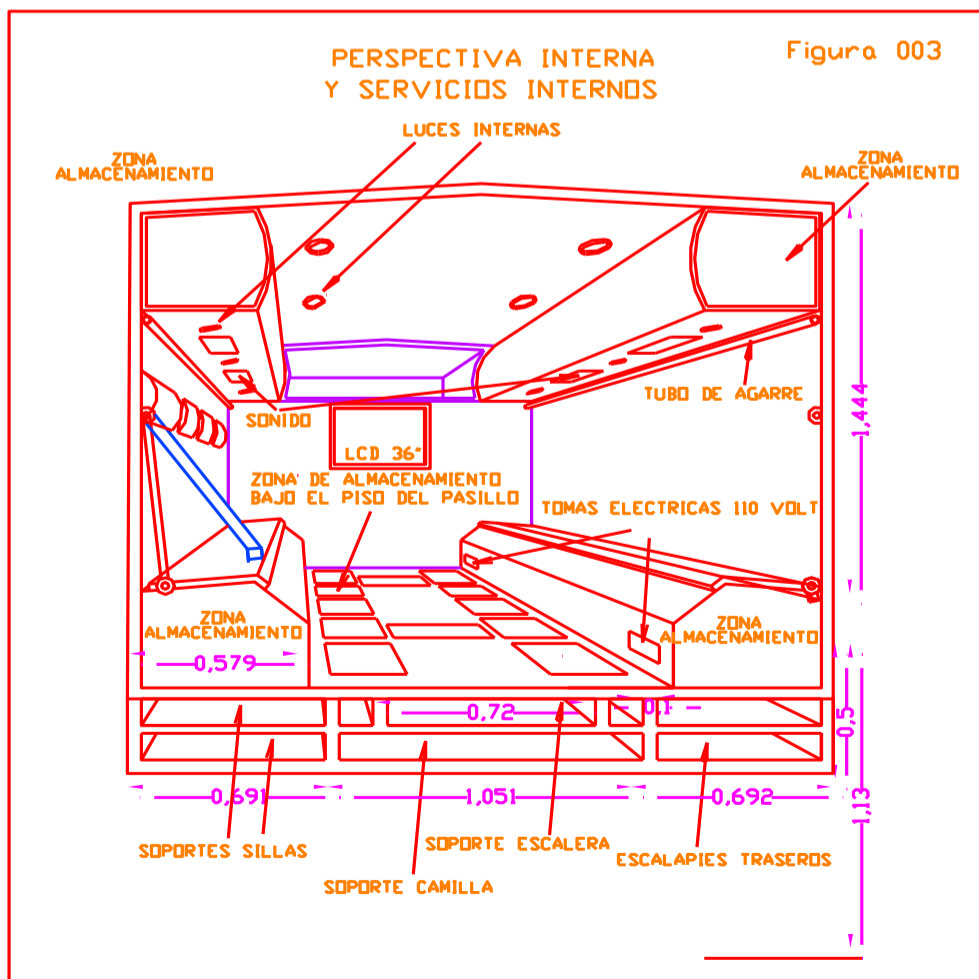 PERSPECTIVA INTERNA
Y SERVICIOS INTERNOS
Figura 003
LUCES INTERNAS
ZONA
ALMACENAMIENTO
ZONA
ALMACENAMIENTO
TUBO DE AGARRE
1,444
SONIDO
LCD 36"
ZONA DE ALMACENAMIENTO
BAJO EL PISO DEL PASILLO
TOMAS ELECTRICAS 110 VOLT
ZONA
ALMACENAMIENTO
ZONA
ALMACENAMIENTO
0,579
0,72
0,1
0,5
0,691
1,051
0,692
1,13
SOPORTES SILLAS
SOPORTE ESCALERA
ESCALAPIES TRASEROS
SOPORTE CAMILLA